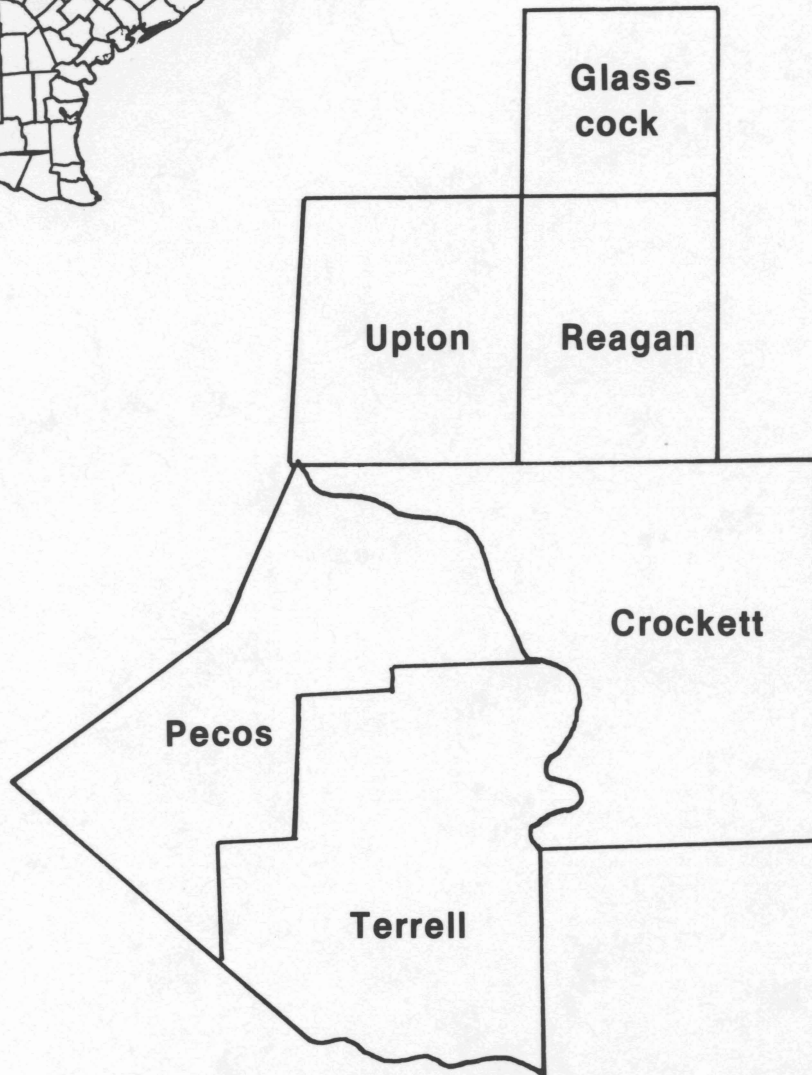 Glass–
cock
Upton
Reagan
Crockett
Pecos
Terrell